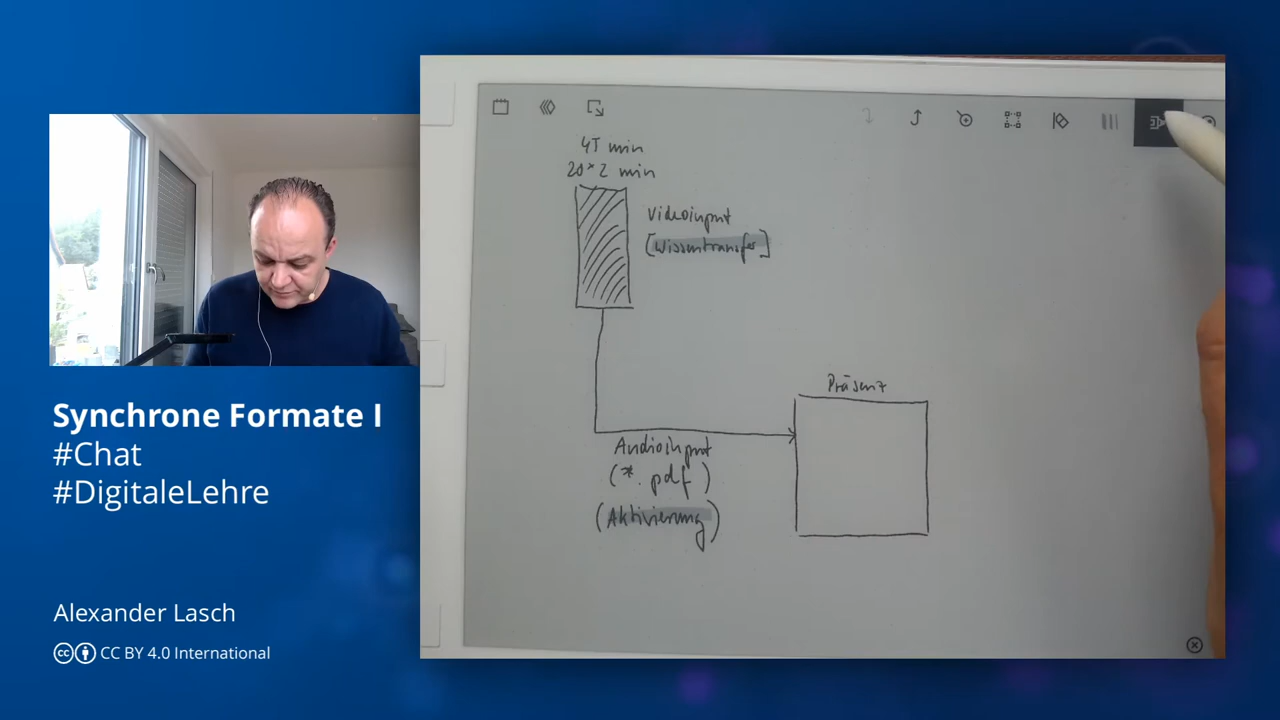 Synchrone Formate I
#Chat
#DigitaleLehre
Alexander Lasch
CC BY 4.0 International
45 min
20*2 min
Videoinput
[Wissentransfer]
Präsenz
Audioinput
(*.pdf)
(Aktivierung)